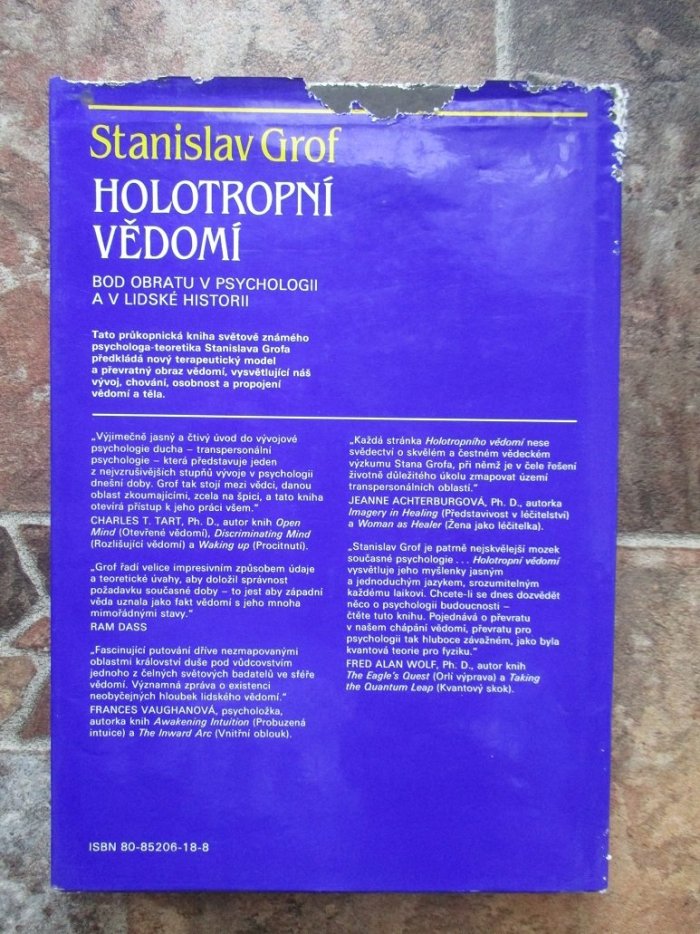 Stanislav Grof
HOLOTROPNÍ
VĚDOMÍ
BOD OBRATU V PSYCHOLOGII
A V LIDSKÉ HISTORII
Tato průkopnická kniha světově známého
psychologa-teoretika Stanislava Grofa
předkládá nový terapeutický model
a převratný obraz vědomí, vysvětlující náš
vývoj, chování, osobnost a propojení
vědomí a těla.
„Výjimečně jasný a čtivý úvod do vývojové
psychologie ducha – transpersonální
psychologie – která představuje jeden
z nejvzrušivějších stupňů vývoje v psychologii
dnešní doby. Grof tak stojí mezi vědci, danou
oblast zkoumajícími, zcela na špici, a tato kniha
otevírá přístup k jeho práci všem.“
CHARLES T. TART, Ph. D., autor knih Open
Mind (Otevřené vědomí), Discriminating Mind
(Rozlišující vědomí) a Waking up (Procitnutí).
„Grof řadí velice impresivním způsobem údaje
a teoretické úvahy, aby doložil správnost
požadavku současné doby – to jest aby západní
věda uznala jako fakt vědomí s jeho mnoha
mimořádnými stavy.“
RAM DASS
„Fascinující putování dříve nezmapovanými
oblastmi království duše pod vůdcovstvím
jednoho z čelných světových badatelů ve sféře
vědomí. Významná zpráva o existenci
neobyčejných hloubek lidského vědomí.“
FRANCES VAUGHANOVÁ, psycholožka,
autorka knih Awakening Intuition (Probuzená
intuice) a The Inward Arc (Vnitřní oblouk).
„Každá stránka Holotropního vědomí nese
svědectví o skvělém a čestném vědeckém
výzkumu Stana Grofa, při němž je v čele řešení
životně důležitého úkolu zmapovat území
transpersonálních oblastí.“
JEANNE ACHTERBURGOVÁ, Ph. D., autorka
Imagery in Healing (Představivost v léčitelství)
a Woman as Healer (Žena jako léčitelka).
„Stanislav Grof je patrně nejskvělejší mozek
současné psychologie . . . Holotropní vědomí
vysvětluje jeho myšlenky jasným
a jednoduchým jazykem, srozumitelným
každému laikovi. Chcete-li se dnes dozvědět
něco o psychologii budoucnosti –
čtěte tuto knihu. Pojednává o převratu
v našem chápání vědomí, převratu pro
psychologii tak hluboce závažném, jako byla
kvantová teorie pro fyziku.“
FRED ALAN WOLF, Ph. D., autor knih
The Eagle's Quest (Orlí výprava) a Taking
the Quantum Leap (Kvantový skok).
ISBN 80-85206-18-8